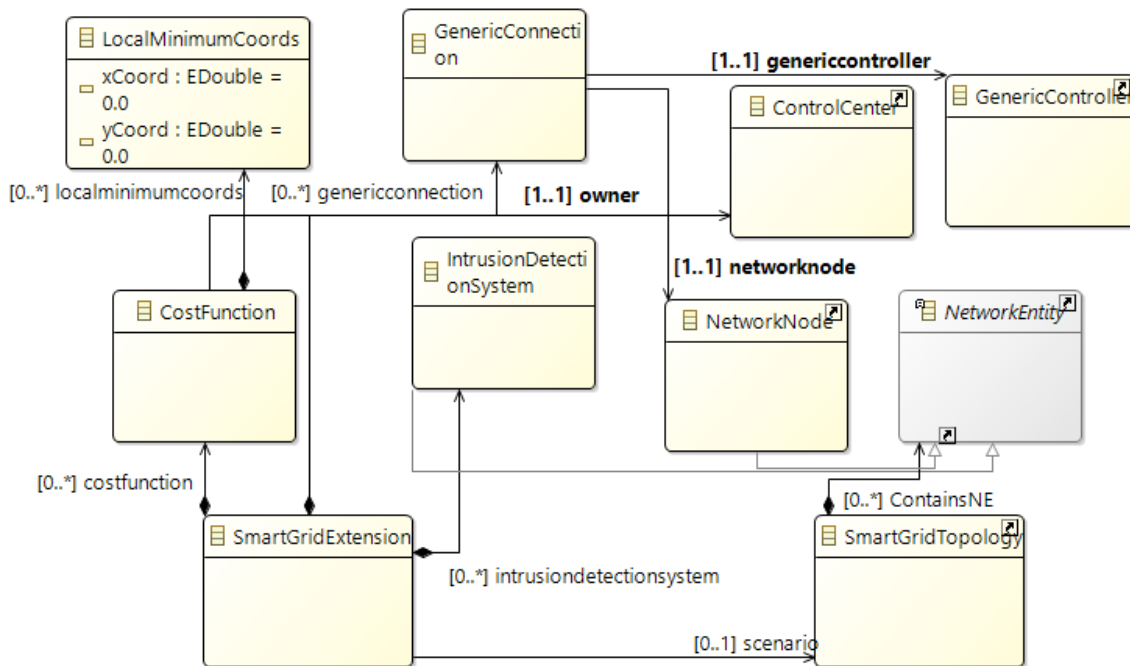 LocalMinimumCoords
xCoord : EDouble =
0.0
yCoord : EDouble =
0.0
GenericConnecti
on
[1..1] genericcontroller
GenericController
ControlCenter
[0..*] localminimumcoords
[0..*] genericconnection
[1..1] owner
IntrusionDetecti
onSystem
[1..1] networknode
CostFunction
NetworkNode
NetworkEntity
[0..*] costfunction
[0..*] ContainsNE
SmartGridExtension
SmartGridTopology
[0..*] intrusiondetectionsystem
[0..1] scenario